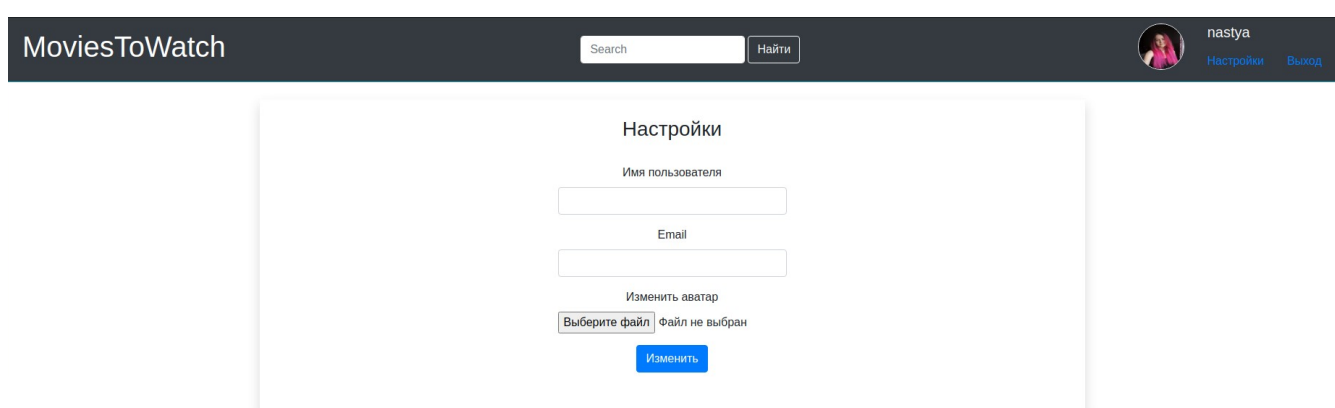 MoviesToWatch
Search
Найти
nastya
Настройки Выход
Настройки
Имя пользователя
Email
Изменить аватар
Выберите файл Файл не выбран
Изменить